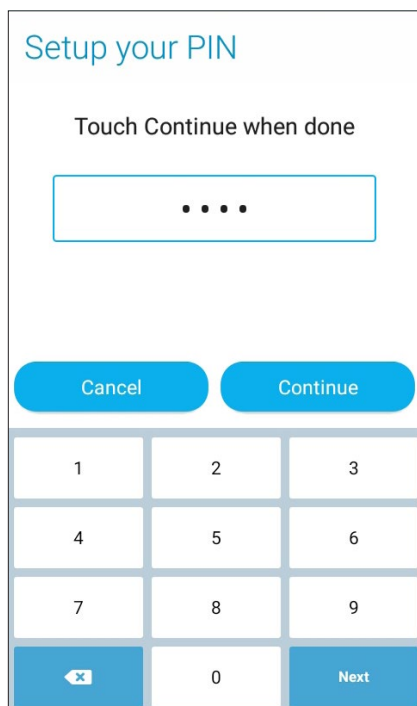 Setup your PIN
Touch Continue when done
••••
Cancel Continue
1 2 3
4 5 6
7 8 9
0 Next